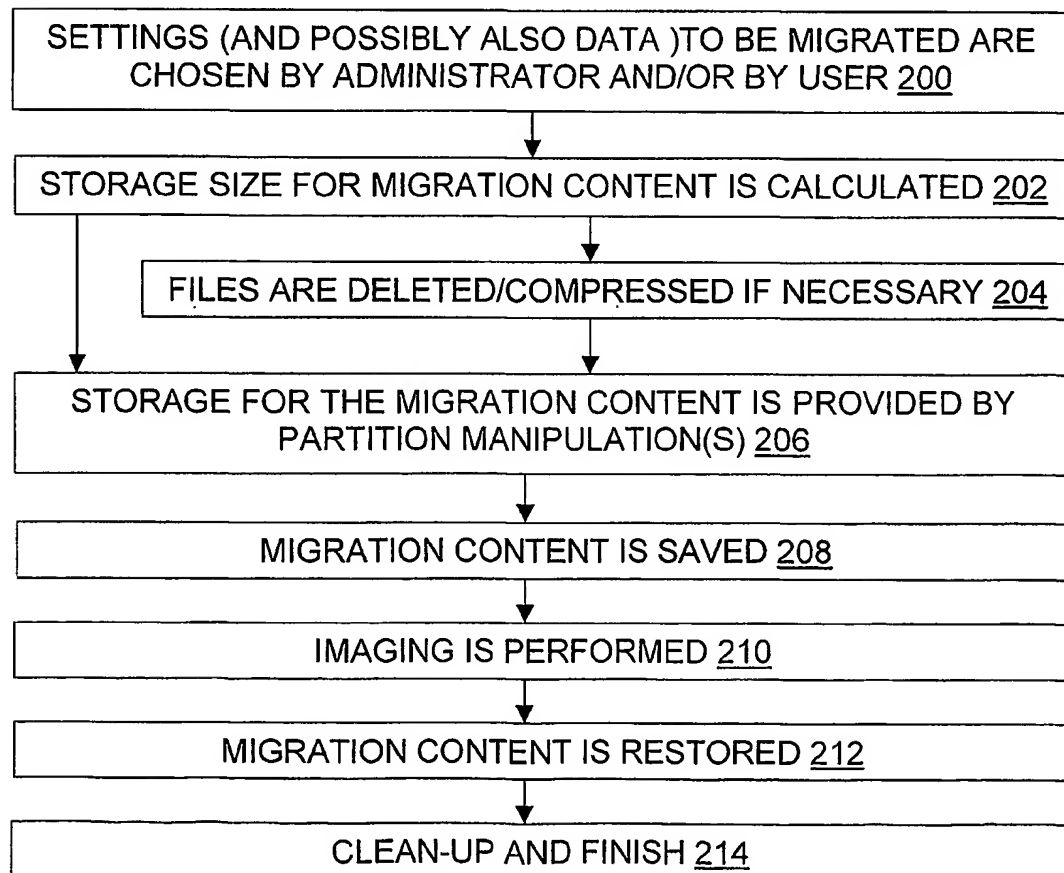 SETTINGS (AND POSSIBLY ALSO DATA )TO BE MIGRATED ARE
CHOSEN BY ADMINISTRATOR AND/OR BY USER 200
STORAGE SIZE FOR MIGRATION CONTENT IS CALCULATED 202
FILES ARE DELETED/COMPRESSED IF NECESSARY 204
STORAGE FOR THE MIGRATION CONTENT IS PROVIDED BY
PARTITION MANIPULATION(S) 206
MIGRATION CONTENT IS SAVED 208
IMAGING IS PERFORMED 210
MIGRATION CONTENT IS RESTORED 212
CLEAN-UP AND FINISH 214